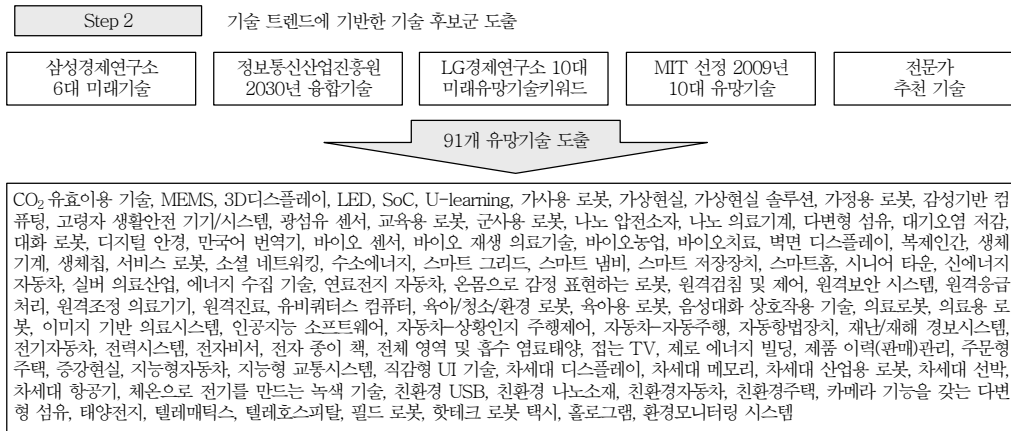 Step 2 기술 트렌드에 기반한 기술 후보군 도출
삼성경제연구소
6대 미래기술
정보통신산업진흥원
2030년 융합기술
LG경제연구소 10대
미래유망기술키워드
MIT 선정 2009년
10대 유망기술
전문가
추천 기술
91개 유망기술 도출
CO₂ 유효이용 기술, MEMS, 3D디스플레이, LED, SoC, U-learning, 가사용 로봇, 가상현실, 가상현실 솔루션, 가정용 로봇, 감성기반 컴
퓨팅, 고령자 생활안전 기기/시스템, 광섬유 센서, 교육용 로봇, 군사용 로봇, 나노 압전소자, 나노 의료기계, 다변형 섬유, 대기오염 저감,
대화 로봇, 디지털 안경, 만국어 번역기, 바이오 센서, 바이오 재생 의료기술, 바이오농업, 바이오치료, 벽면 디스플레이, 복제인간, 생체
기계, 생체칩, 서비스 로봇, 소셜 네트워킹, 수소에너지, 스마트 그리드, 스마트 냄비, 스마트 저장장치, 스마트홈, 시니어 타운, 신에너지
자동차, 실버 의료산업, 에너지 수집 기술, 연료전지 자동차, 온몸으로 감정 표현하는 로봇, 원격검침 및 제어, 원격보안 시스템, 원격응급
처리, 원격조정 의료기기, 원격진료, 유비쿼터스 컴퓨터, 육아/청소/환경 로봇, 육아용 로봇, 음성대화 상호작용 기술, 의료로봇, 의료용 로
봇, 이미지 기반 의료시스템, 인공지능 소프트웨어, 자동차-상황인지 주행제어, 자동차-자동주행, 자동항법장치, 재난/재해 경보시스템,
전기자동차, 전력시스템, 전자비서, 전자 종이 책, 전체 영역 및 흡수 염료태양, 접는 TV, 제로 에너지 빌딩, 제품 이력(판매)관리, 주문형
주택, 증강현실, 지능형자동차, 지능형 교통시스템, 직감형 UI 기술, 차세대 디스플레이, 차세대 메모리, 차세대 산업용 로봇, 차세대 선박,
차세대 항공기, 체온으로 전기를 만드는 녹색 기술, 친환경 USB, 친환경 나노소재, 친환경자동차, 친환경주택, 카메라 기능을 갖는 다변
형 섬유, 태양전지, 텔레매틱스, 텔레호스피탈, 필드 로봇, 핫테크 로봇 택시, 홀로그램, 환경모니터링 시스템